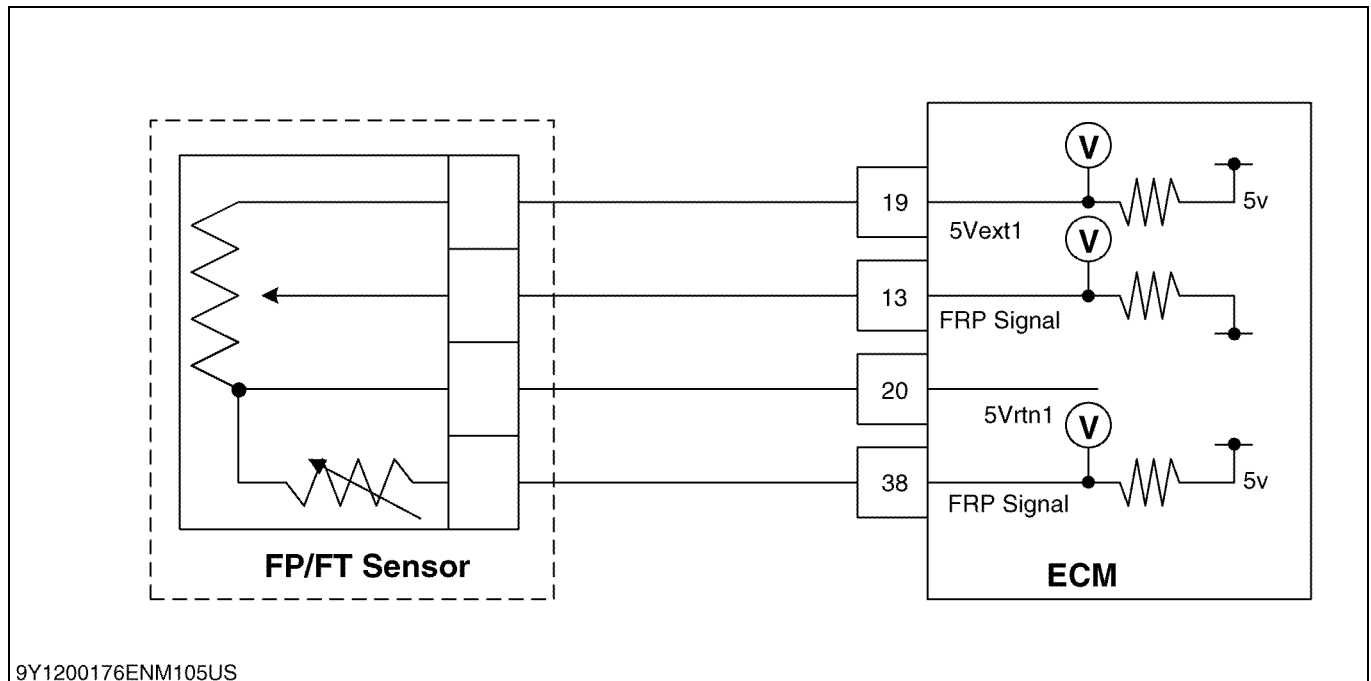 V
19
5Vext1
5v
V
13
FRP Signal
20
5Vrtn1
V
38
FRP Signal
5v
FP/FT Sensor
ECM
9Y1200176ENM105US